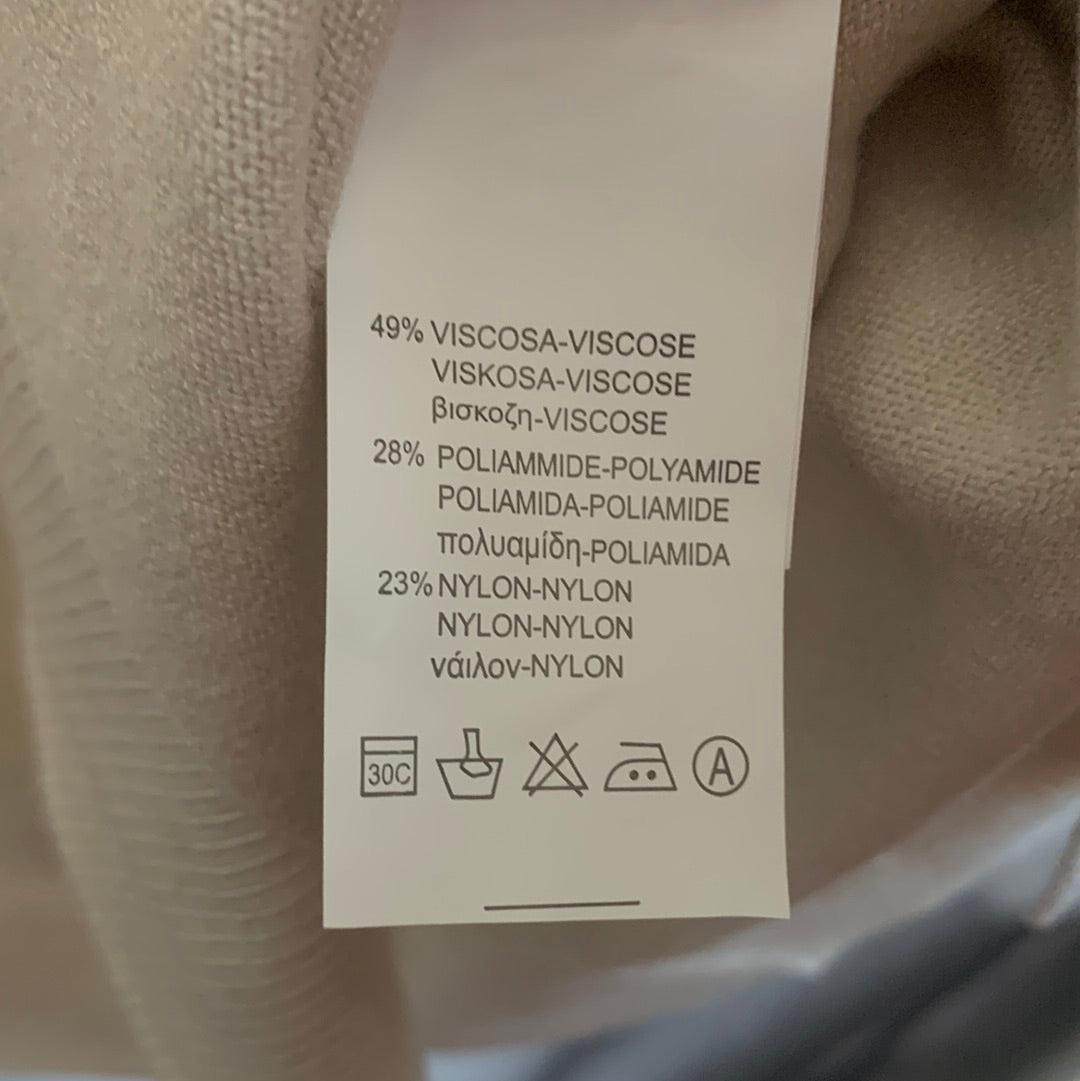 49% VISCOSA-VISCOSE
VISKOSA-VISCOSE
βισκοζη-VISCOSE
28% POLIAMMIDE-POLYAMIDE
POLIAMIDA-POLIAMIDE
πολυαμίδη-POLIAMIDA
23% NYLON-NYLON
NYLON-NYLON
νάιλον-NYLON
30C A